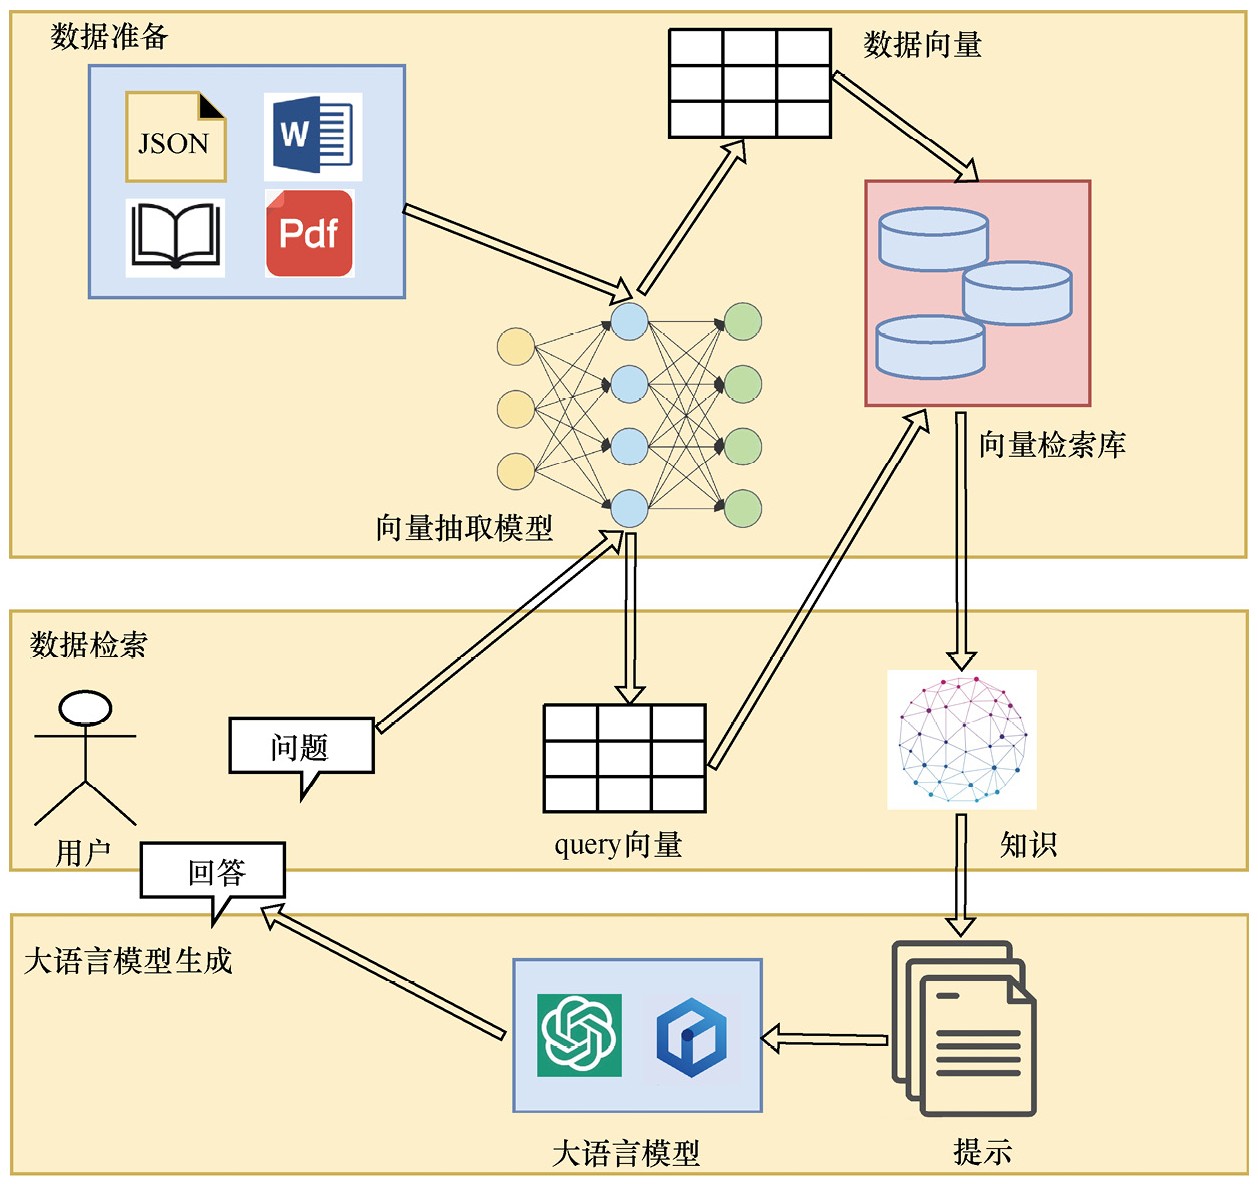 数据准备
数据向量
JSON
W
Pdf
向量检索库
向量抽取模型
数据检索
问题
用户
query向量
知识
回答
大语言模型生成
大语言模型
提示